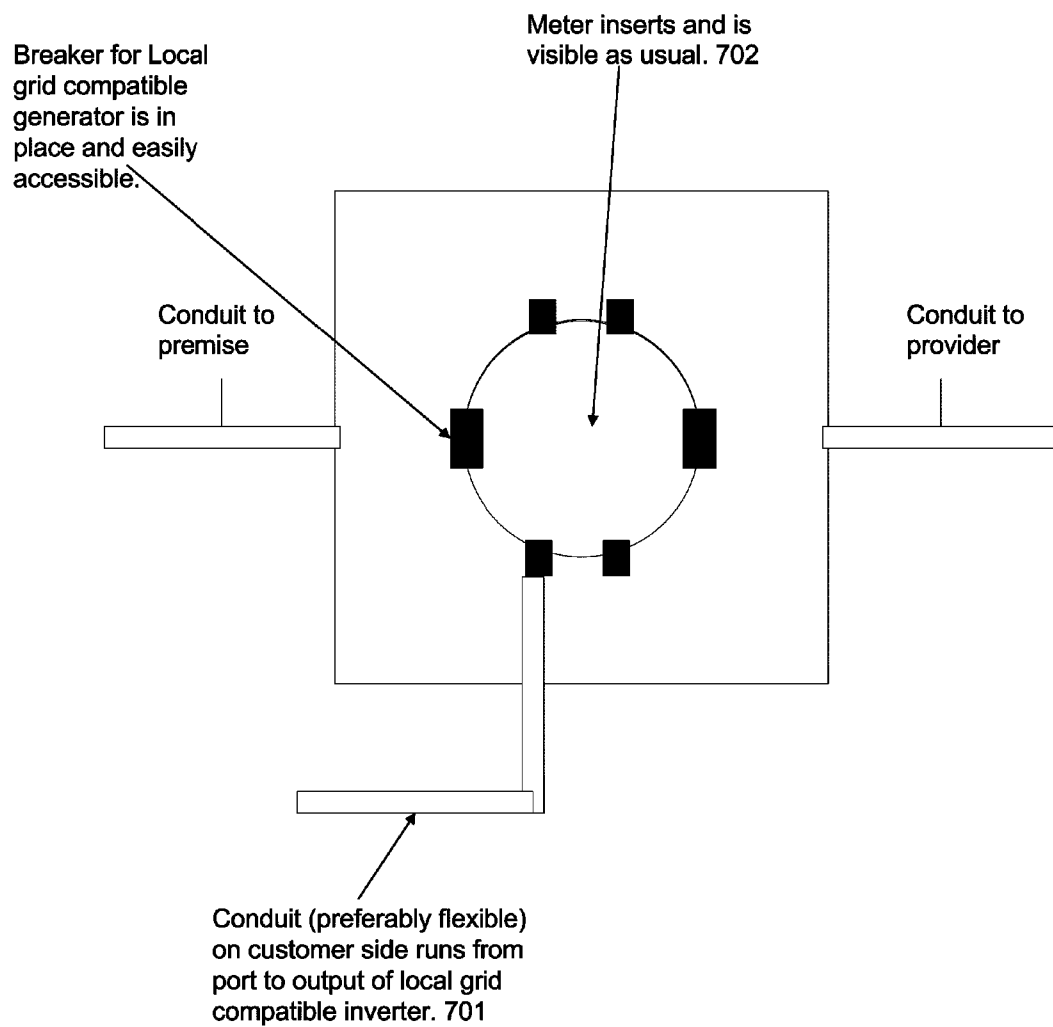 Meter inserts and is
visible as usual. 702
Breaker for Local
grid compatible
generator is in
place and easily
accessible.
Conduit to
premise
Conduit to
provider
Conduit (preferably flexible)
on customer side runs from
port to output of local grid
compatible inverter. 701